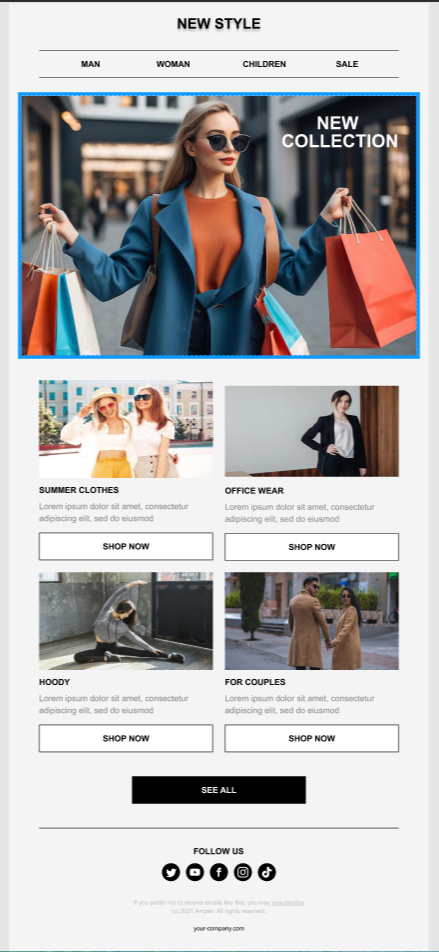 NEW STYLE
MAN WOMAN CHILDREN SALE
NEW
COLLECTION
SUMMER CLOTHES
Lorem ipsum dolor sit amet, consectetur
adipiscing elit, sed do eiusmod
SHOP NOW
OFFICE WEAR
Lorem ipsum dolor sit amet, consectetur
adipiscing elit, sed do eiusmod
SHOP NOW
HOODY
Lorem ipsum dolor sit amet, consectetur
adipiscing elit, sed do eiusmod
SHOP NOW
FOR COUPLES
Lorem ipsum dolor sit amet, consectetur
adipiscing elit, sed do eiusmod
SHOP NOW
SEE ALL
FOLLOW US
If you prefer not to receive emails like this, you may unsubscribe
(c) 2021 Ampler. All rights reserved.
your-company.com